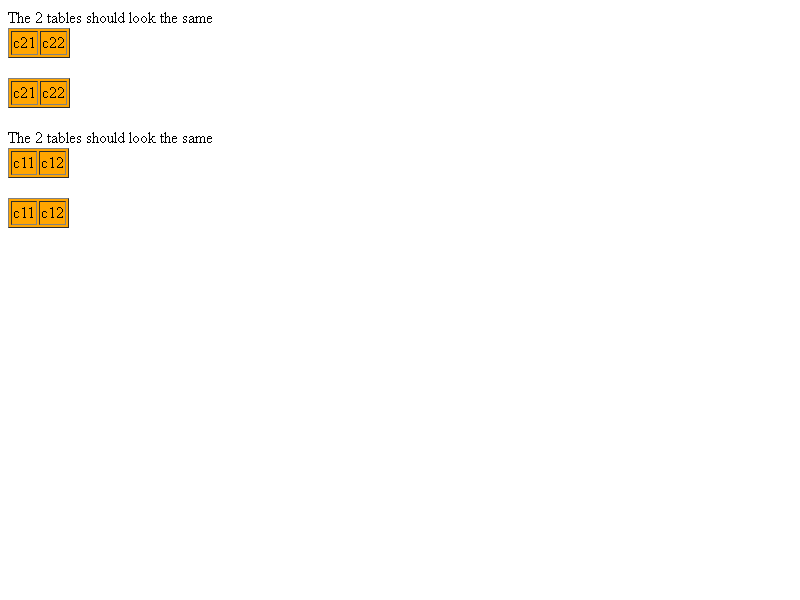 The 2 tables should look the same
c21 c22
c21 c22
The 2 tables should look the same
c11 c12
c11 c12